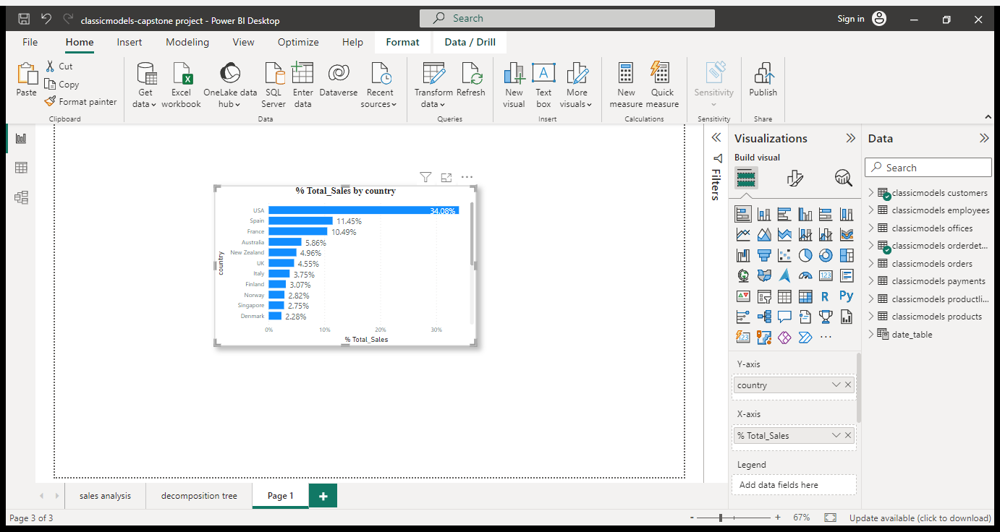 classicmodels-capstone project - Power BI Desktop
Search
Sign in
File Home Insert Modeling View Optimize Help Format Data / Drill
Paste
Cut
Copy
Format painter
Clipboard
Get data
Excel workbook
OneLake data hub
SQL Server
Enter data
Dataverse
Recent sources
Data
Transform data
Refresh
Queries
New visual
Text box
More visuals
Insert
New measure
Quick measure
Calculations
Sensitivity
Sensitivity
Publish
Share
% Total_Sales by country
country
USA 34.08%
Spain 11.45%
France 10.49%
Australia 5.86%
New Zealand 4.96%
UK 4.55%
Italy 3.75%
Finland 3.07%
Norway 2.82%
Singapore 2.75%
Denmark 2.28%
0% 10% 20% 30%
% Total_Sales
Filters
Visualizations
Build visual
123
R
Py
123
Y-axis
country
X-axis
% Total_Sales
Legend
Add data fields here
Data
Search
classicmodels customers
classicmodels employees
classicmodels offices
classicmodels orderdet...
classicmodels orders
classicmodels payments
classicmodels productli...
classicmodels products
date_table
sales analysis
decomposition tree
Page 1
Page 3 of 3
- + 67%
Update available (click to download)